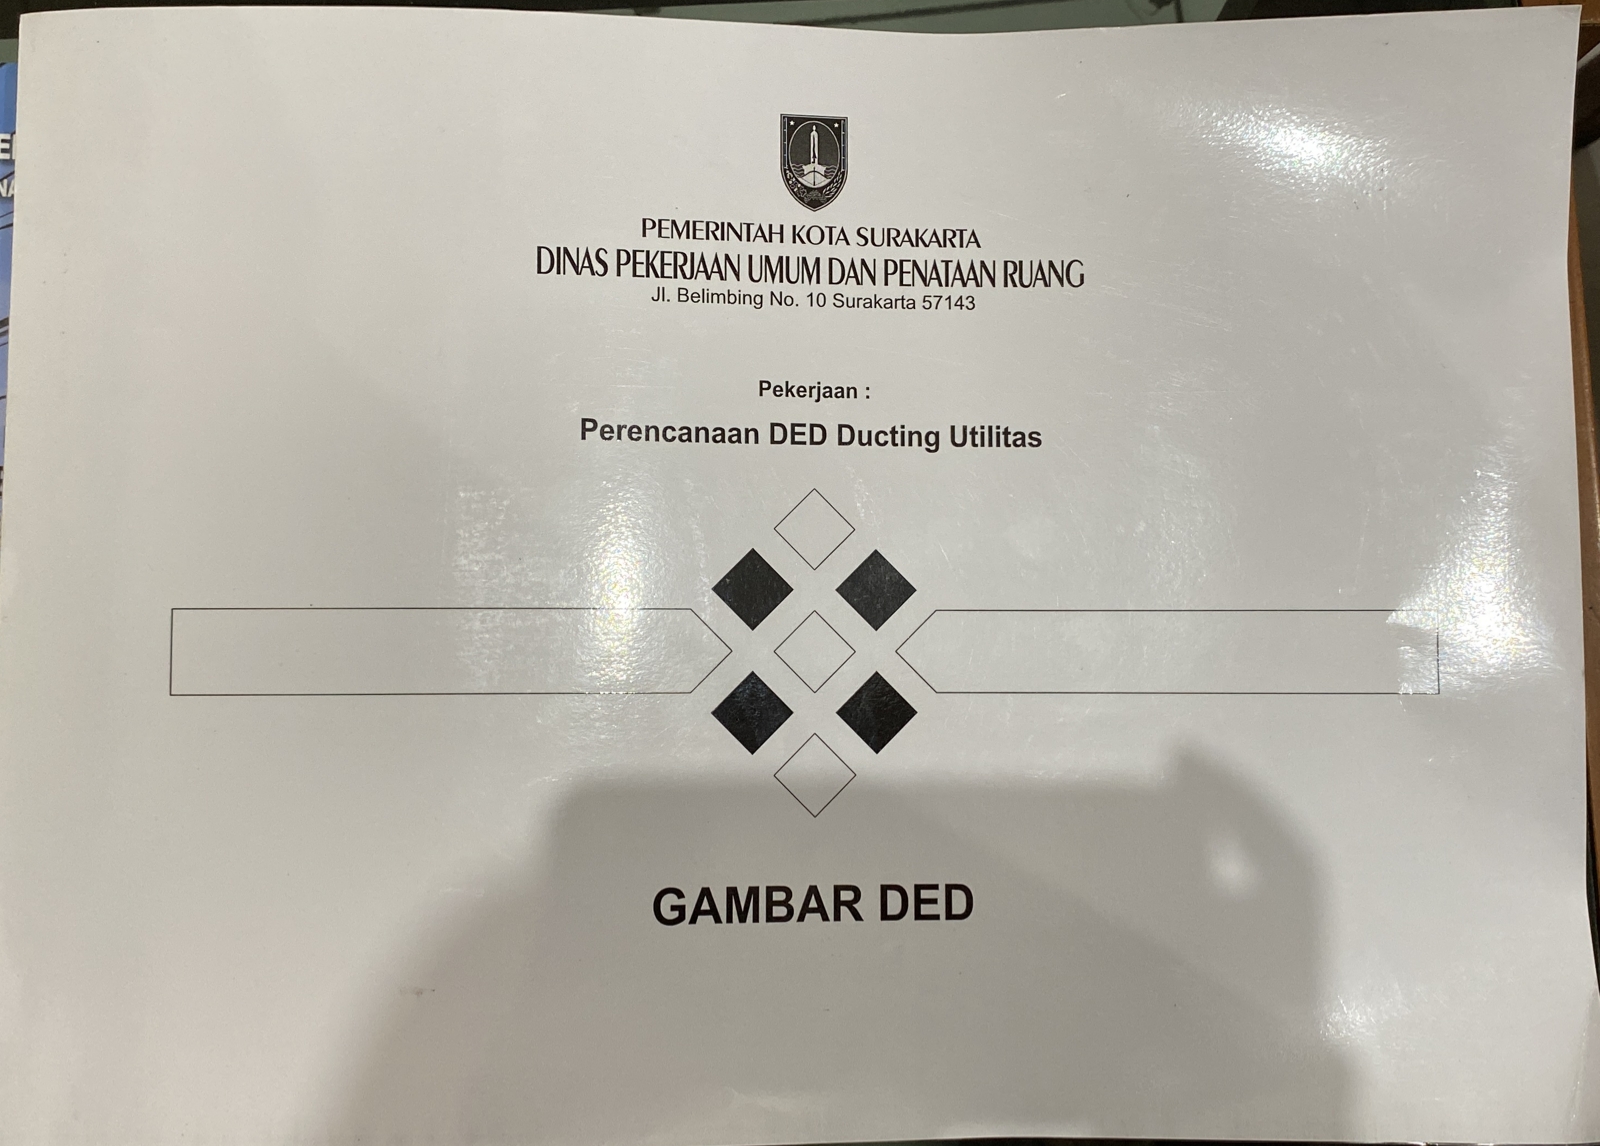 PEMERINTAH KOTA SURAKARTA
DINAS PEKERJAAN UMUM DAN PENATAAN RUANG
Jl. Belimbing No. 10 Surakarta 57143
Pekerjaan :
Perencanaan DED Ducting Utilitas
GAMBAR DED